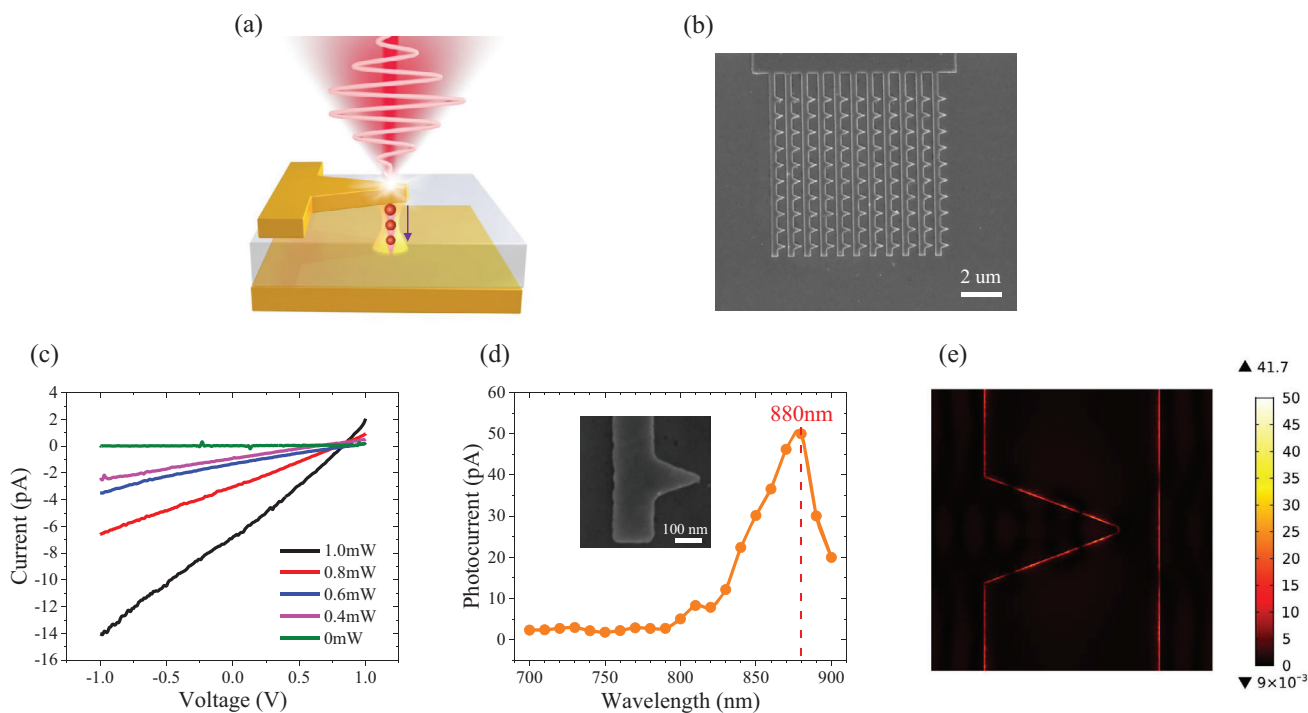 (a)
(b)
2 um
(c)
4
2
0
-2
-4
-6
-8
-10
-12
-14
-16
Current (pA)
1.0mW
0.8mW
0.6mW
0.4mW
0mW
-1.0
-0.5
0.0
0.5
1.0
Voltage (V)
(d)
60
50
40
30
20
10
0
Photocurrent (pA)
880nm
100 nm
700
750
800
850
900
Wavelength (nm)
(e)
▲ 41.7
50
45
40
35
30
25
20
15
10
5
0
▼ 9×10⁻³